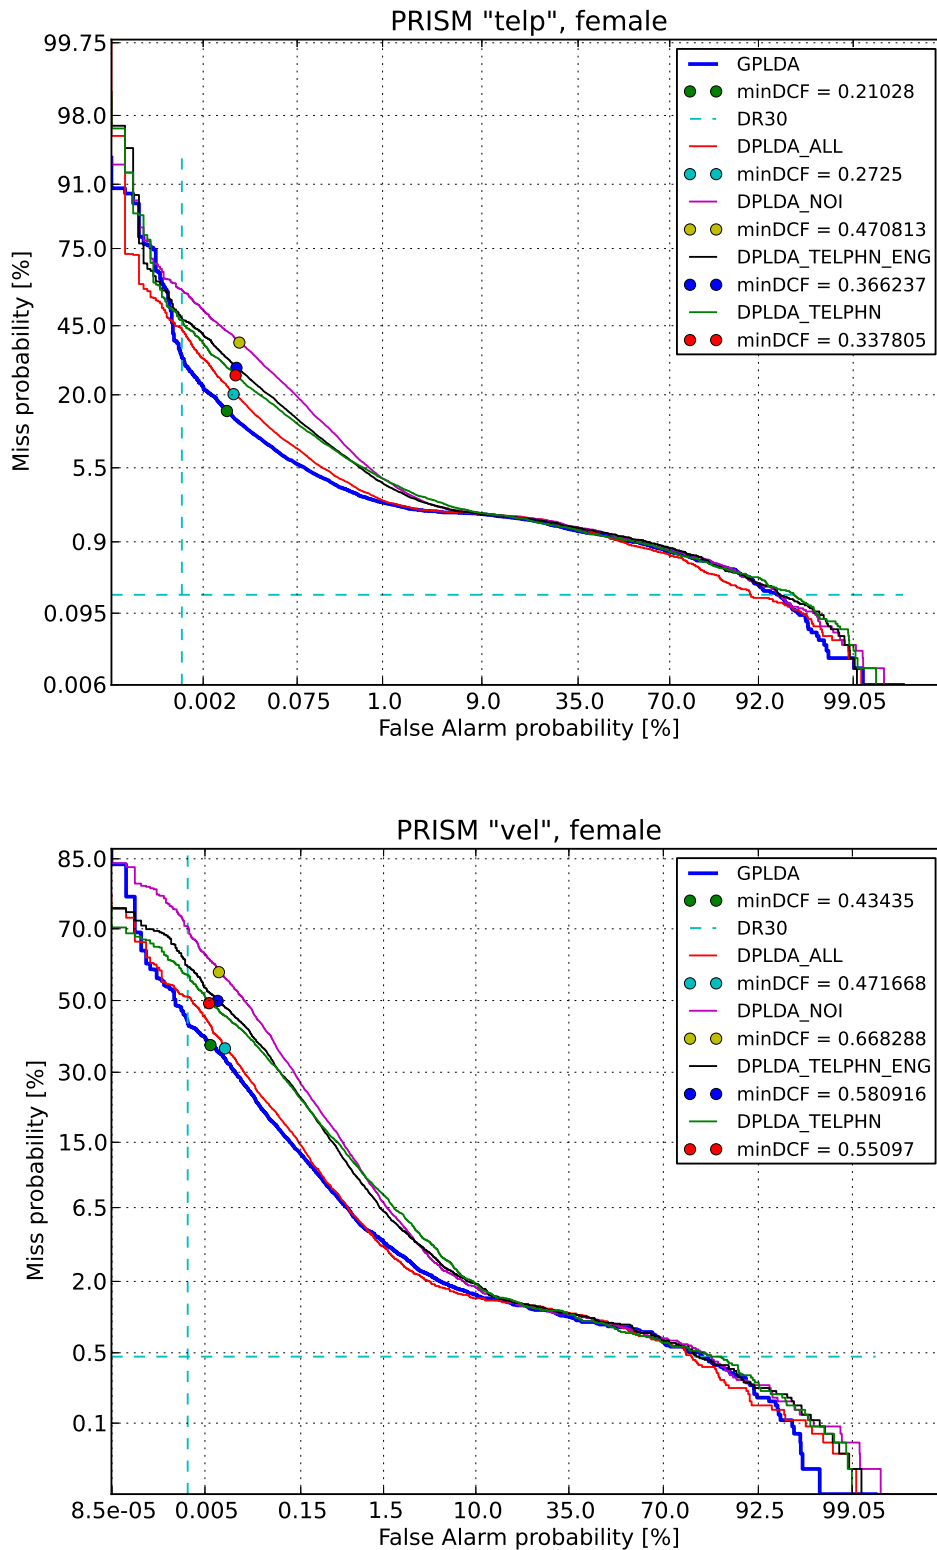 PRISM "telp", female
99.75
98.0
91.0
75.0
45.0
20.0
5.5
0.9
0.095
0.006
Miss probability [%]
GPLDA
minDCF = 0.21028
DR30
DPLDA_ALL
minDCF = 0.2725
DPLDA_NOI
minDCF = 0.470813
DPLDA_TELPHN_ENG
minDCF = 0.366237
DPLDA_TELPHN
minDCF = 0.337805
0.002 0.075 1.0 9.0 35.0 70.0 92.0 99.05
False Alarm probability [%]
PRISM "vel", female
85.0
70.0
50.0
30.0
15.0
6.5
2.0
0.5
0.1
Miss probability [%]
GPLDA
minDCF = 0.43435
DR30
DPLDA_ALL
minDCF = 0.471668
DPLDA_NOI
minDCF = 0.668288
DPLDA_TELPHN_ENG
minDCF = 0.580916
DPLDA_TELPHN
minDCF = 0.55097
8.5e-05 0.005 0.15 1.5 10.0 35.0 70.0 92.5 99.05
False Alarm probability [%]